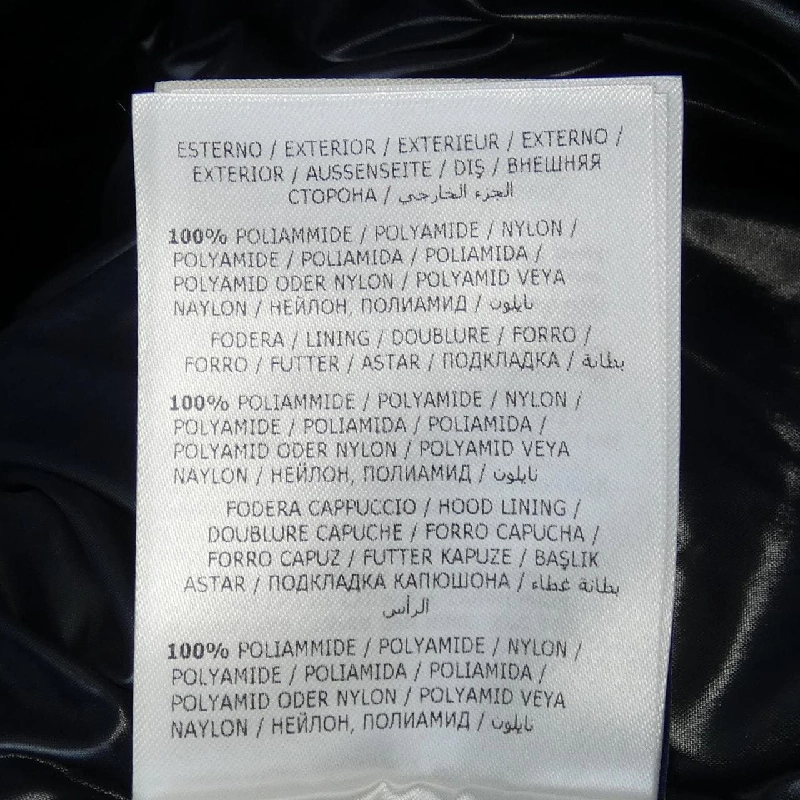 ESTERNO / EXTERIOR / EXTERIEUR / EXTERNO /
EXTERIOR / AUSSENSEITE / DIŞ / ВНЕШНЯЯ
СТОРОНА / الجزء الخارجي
100% POLIAMMIDE / POLYAMIDE / NYLON /
POLYAMIDE / POLIAMIDA / POLIAMIDA /
POLYAMID ODER NYLON / POLYAMID VEYA
NAYLON / НЕЙЛОН, ПОЛИАМИД / نايلون
FODERA / LINING / DOUBLURE / FORRO /
FORRO / FUTTER / ASTAR / ПОДКЛАДКА / بطانة
100% POLIAMMIDE / POLYAMIDE / NYLON /
POLYAMIDE / POLIAMIDA / POLIAMIDA /
POLYAMID ODER NYLON / POLYAMID VEYA
NAYLON / НЕЙЛОН, ПОЛИАМИД / نايلون
FODERA CAPPUCCIO / HOOD LINING /
DOUBLURE CAPUCHE / FORRO CAPUCHA /
FORRO CAPUZ / FUTTER KAPUZE / BAŞLIK
ASTAR / ПОДКЛАДКА КАПЮШОНА / بطانة غطاء
الرأس
100% POLIAMMIDE / POLYAMIDE / NYLON /
POLYAMIDE / POLIAMIDA / POLIAMIDA /
POLYAMID ODER NYLON / POLYAMID VEYA
NAYLON / НЕЙЛОН, ПОЛИАМИД / نايلون